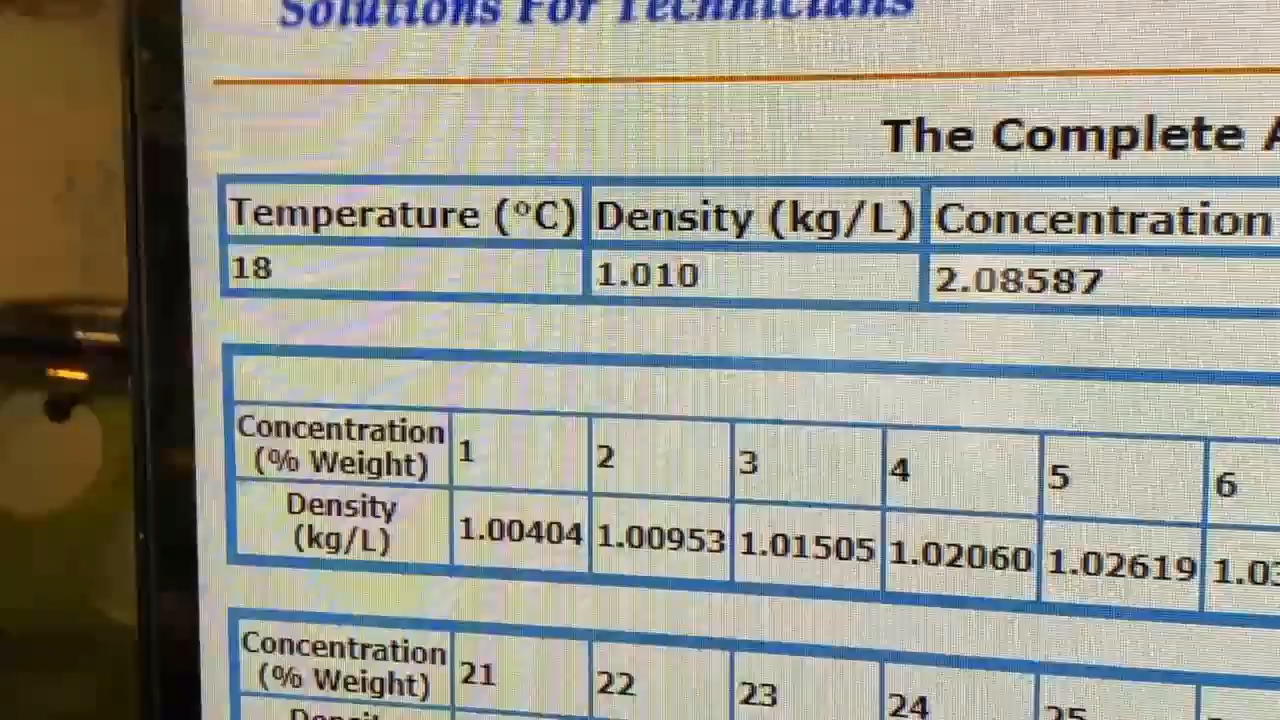 Solutions For Technicians
The Complete
Temperature (°C) Density (kg/L) Concentration
18 1.010 2.08587
Concentration (% Weight) 1 2 3 4 5 6
Density (kg/L) 1.00404 1.00953 1.01505 1.02060 1.02619
Concentration (% Weight) 21 22 23 24 25